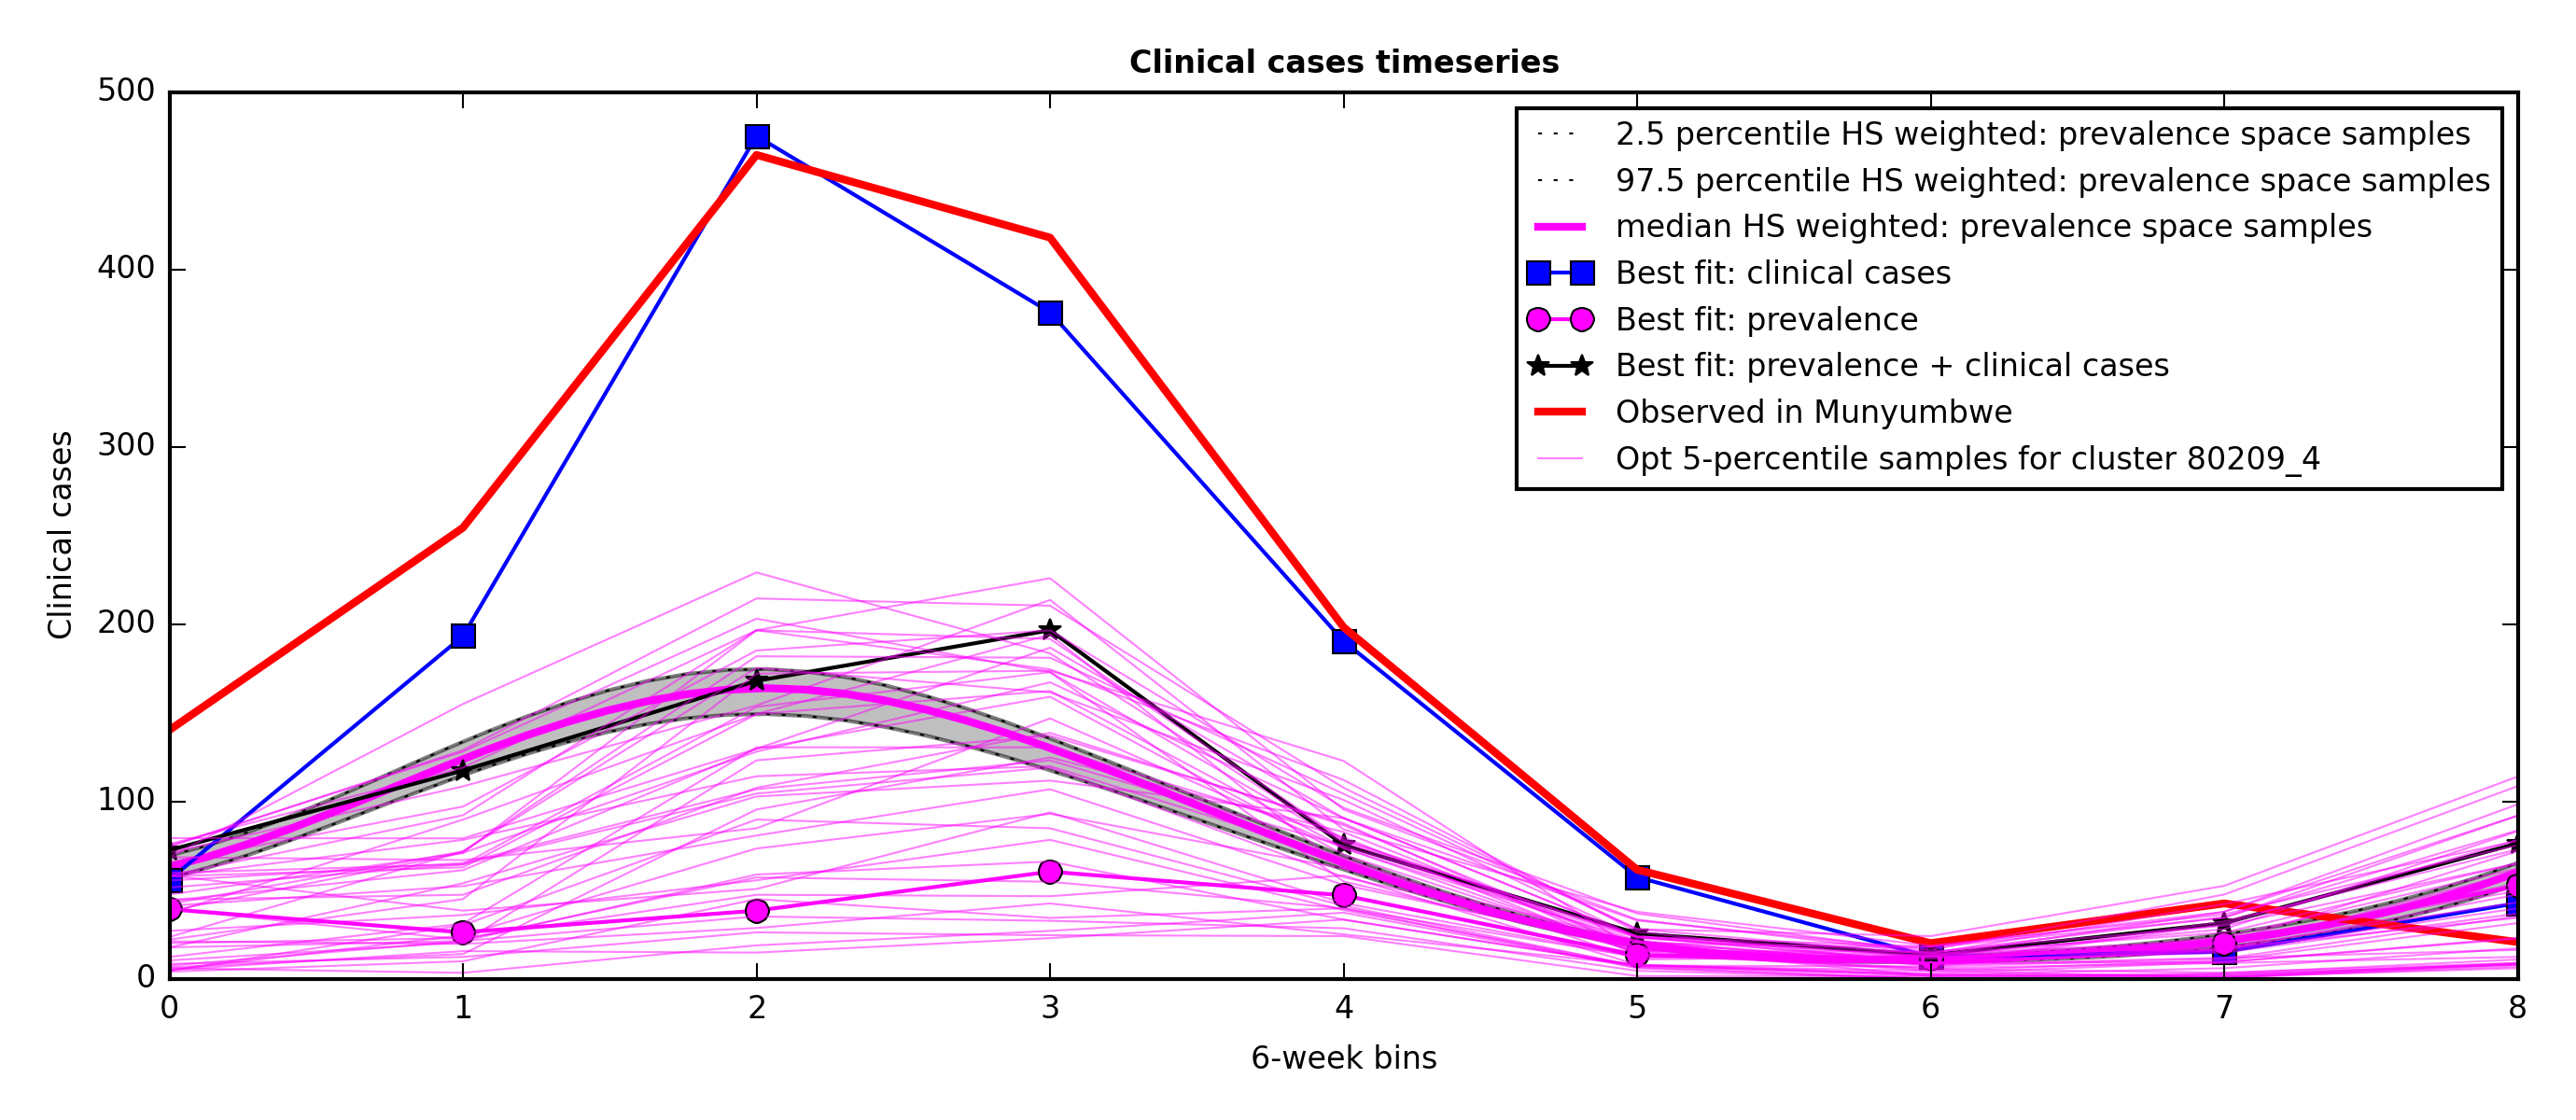 Clinical cases timeseries
500
400
300
200
100
0
Clinical cases
0 1 2 3 4 5 6 7 8
6-week bins
2.5 percentile HS weighted: prevalence space samples
97.5 percentile HS weighted: prevalence space samples
median HS weighted: prevalence space samples
Best fit: clinical cases
Best fit: prevalence
Best fit: prevalence + clinical cases
Observed in Munyumbwe
Opt 5-percentile samples for cluster 80209_4